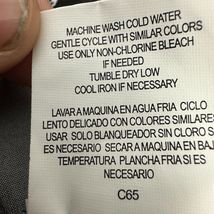 MACHINE WASH COLD WATER
GENTLE CYCLE WITH SIMILAR COLORS
USE ONLY NON-CHLORINE BLEACH
IF NEEDED
TUMBLE DRY LOW
COOL IRON IF NECESSARY
LAVAR A MAQUINA EN AGUA FRIA CICLO
LENTO DELICADO CON COLORES SIMILARES
USAR SOLO BLANQUEADOR SIN CLORO S
ES NECESARIO SECAR A MAQUINA EN BAJ
TEMPERATURA PLANCHA FRIA SI ES
NECESARIO
C65